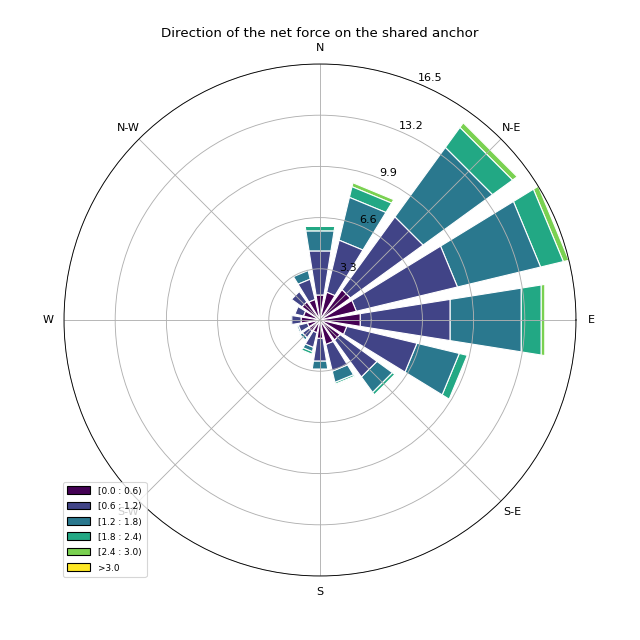 Direction of the net force on the shared anchor
N
16.5
N-W
13.2
N-E
9.9
6.6
3.3
W
E
[0.0 : 0.6)
[0.6 : 1.2)
[1.2 : 1.8)
[1.8 : 2.4)
[2.4 : 3.0)
>3.0
S-W
S-E
S